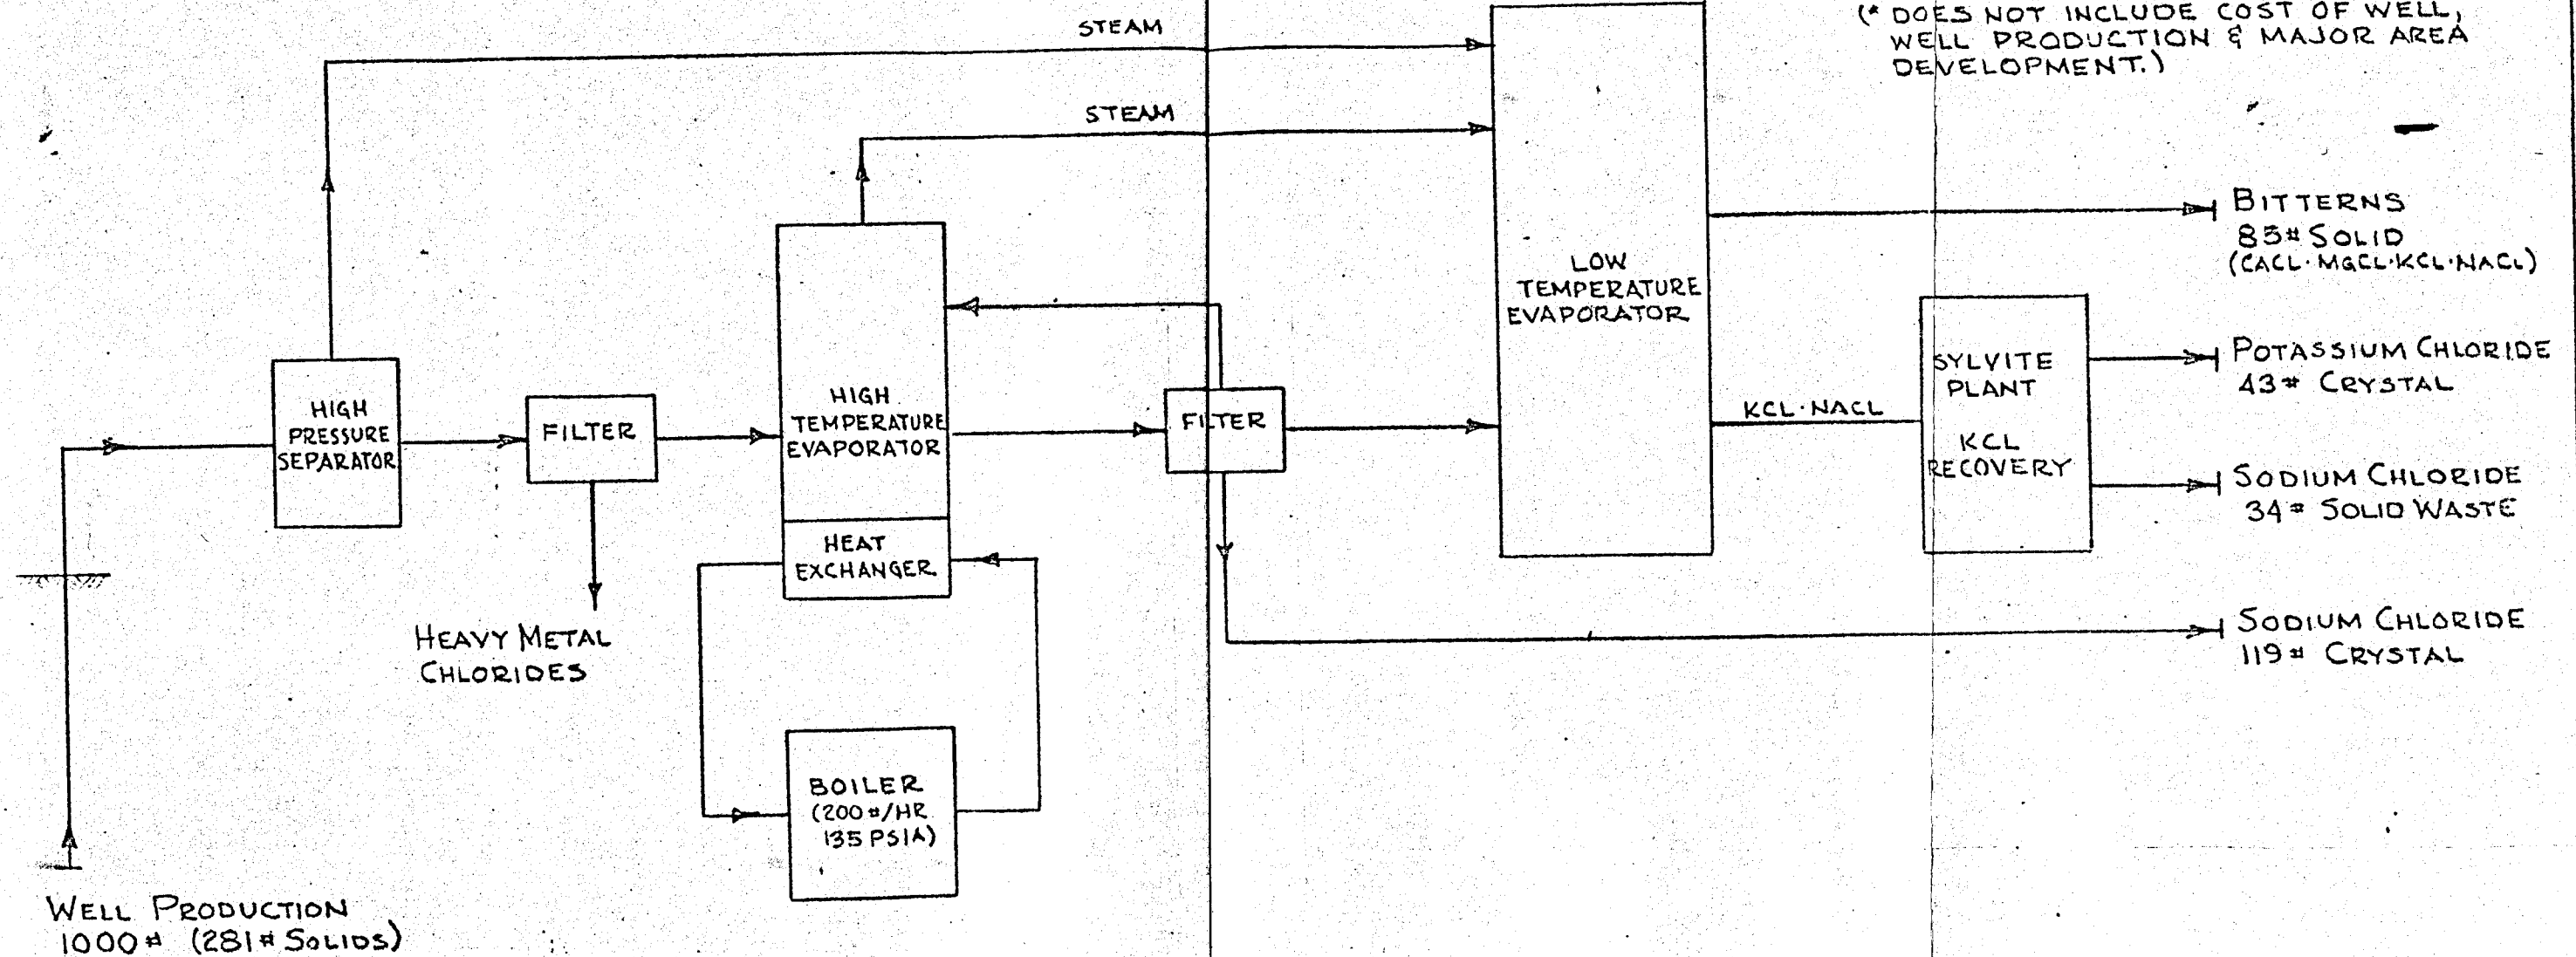 STEAM
(* DOES NOT INCLUDE COST OF WELL,
WELL PRODUCTION & MAJOR AREA
DEVELOPMENT.)
STEAM
BITTERNS
85# SOLID
(CACL·MGCL·KCL·NACL)
LOW
TEMPERATURE
EVAPORATOR
HIGH
PRESSURE
SEPARATOR
FILTER
HIGH
TEMPERATURE
EVAPORATOR
FILTER
KCL·NACL
SYLVITE
PLANT
KCL
RECOVERY
POTASSIUM CHLORIDE
43# CRYSTAL
SODIUM CHLORIDE
34# SOLID WASTE
HEAT
EXCHANGER
HEAVY METAL
CHLORIDES
SODIUM CHLORIDE
119# CRYSTAL
BOILER
(200#/HR
135 PSIA)
WELL PRODUCTION
1000# (281# SOLIDS)